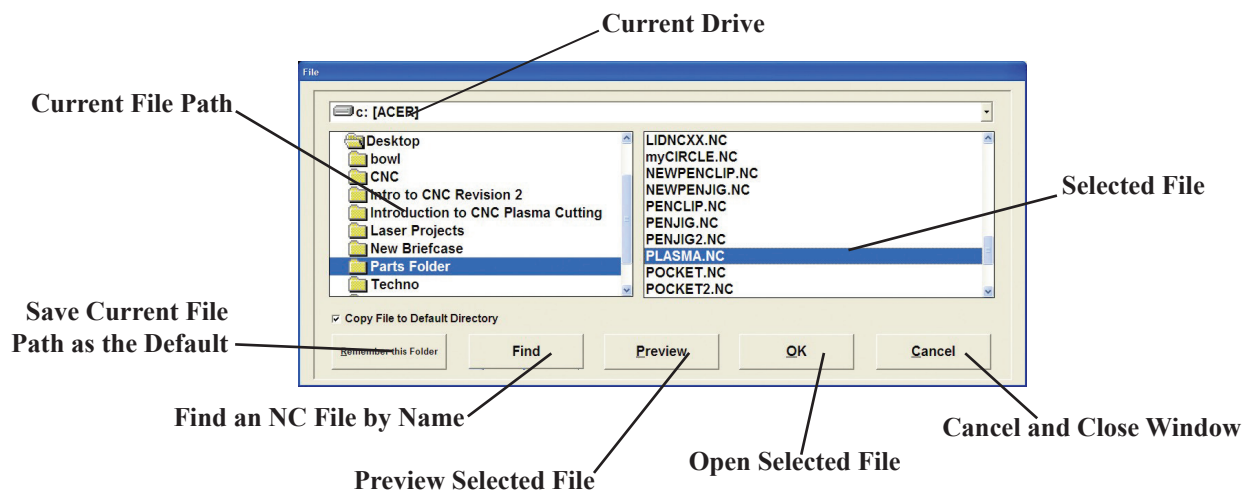 Current Drive
File
Current File Path
c: [ACER]
Desktop
bowl
CNC
Intro to CNC Revision 2
Introduction to CNC Plasma Cutting
Laser Projects
New Briefcase
Parts Folder
Techno
LIDNCXX.NC
myCIRCLE.NC
NEWPENCLIP.NC
NEWPENJIG.NC
PENCLIP.NC
PENJIG.NC
PENJIG2.NC
PLASMA.NC
POCKET.NC
POCKET2.NC
Selected File
Copy File to Default Directory
Save Current File
Path as the Default
Remember this Folder
Find
Preview
OK
Cancel
Find an NC File by Name
Cancel and Close Window
Open Selected File
Preview Selected File